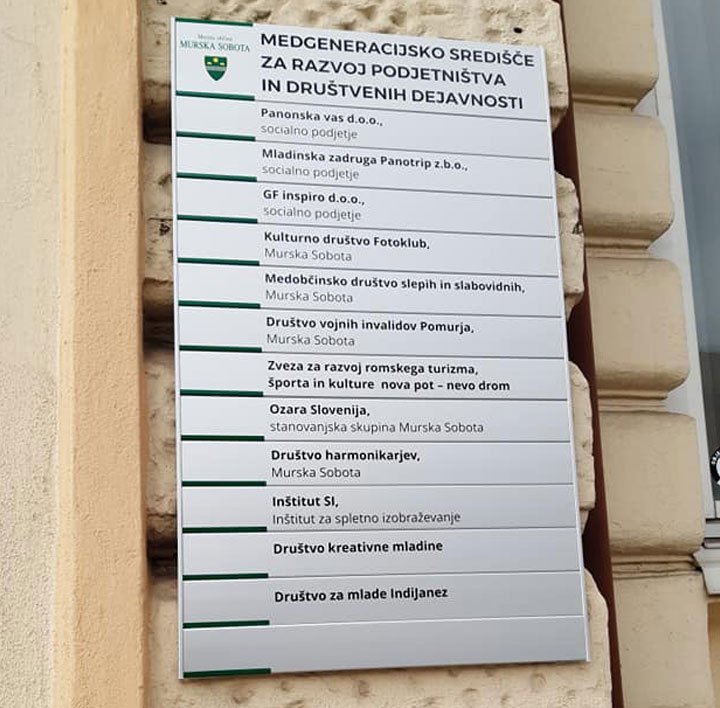 Mestna občina
MURSKA SOBOTA
MEDGENERACIJSKO SREDIŠČE
ZA RAZVOJ PODJETNIŠTVA
IN DRUŠTVENIH DEJAVNOSTI
Panonska vas d.o.o.,
socialno podjetje
Mladinska zadruga Panotrip z.b.o.,
socialno podjetje
GF inspiro d.o.o.,
socialno podjetje
Kulturno društvo Fotoklub,
Murska Sobota
Medobčinsko društvo slepih in slabovidnih,
Murska Sobota
Društvo vojnih invalidov Pomurja,
Murska Sobota
Zveza za razvoj romskega turizma,
športa in kulture nova pot – nevo drom
Ozara Slovenija,
stanovanjska skupina Murska Sobota
Društvo harmonikarjev,
Murska Sobota
Inštitut SI,
Inštitut za spletno izobraževanje
Društvo kreativne mladine
Društvo za mlade IndiJanez